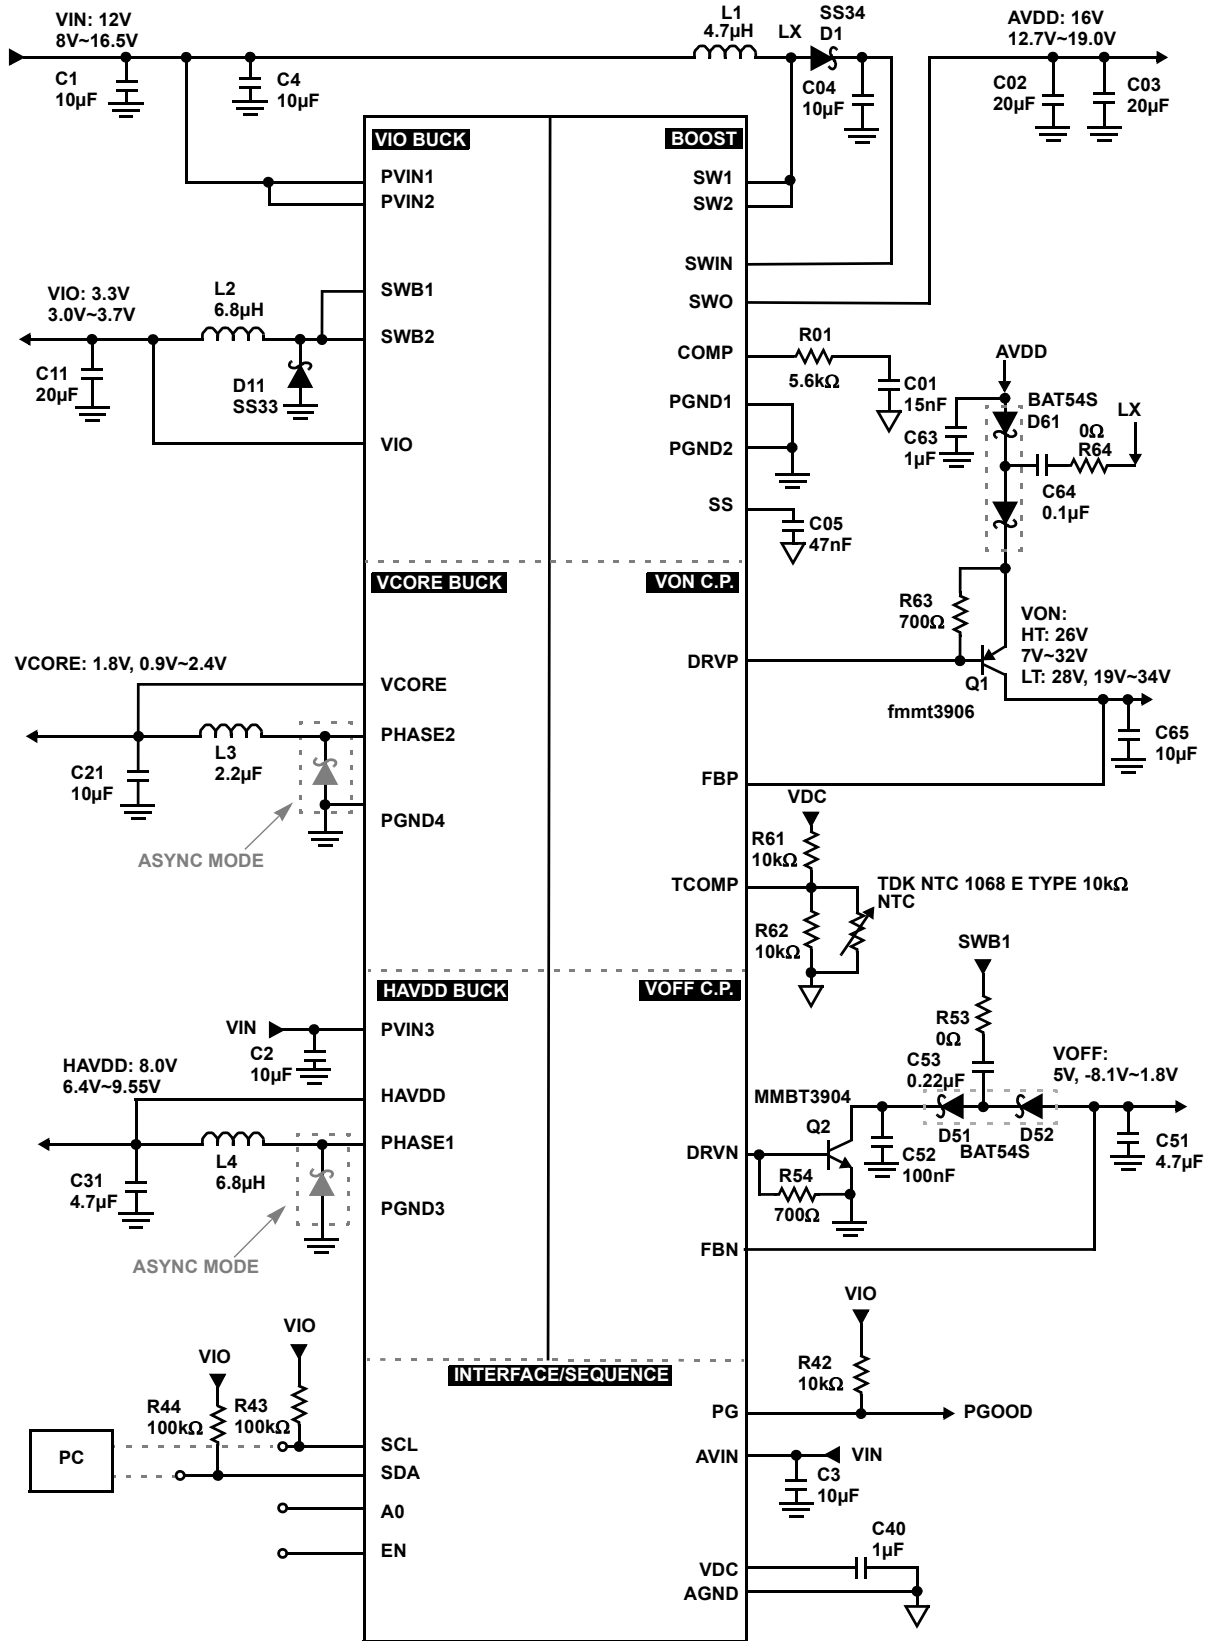 VIN: 12V
8V~16.5V
C1
10µF
C4
10µF
L1
4.7µH
LX
SS34
D1
C04
10µF
AVDD: 16V
12.7V~19.0V
C02
20µF
C03
20µF
VIO BUCK
BOOST
PVIN1
PVIN2
SW1
SW2
SWIN
SWO
VIO: 3.3V
3.0V~3.7V
L2
6.8µH
SWB1
SWB2
C11
20µF
D11
SS33
VIO
COMP
R01
5.6kΩ
C01
15nF
PGND1
PGND2
SS
C05
47nF
AVDD
BAT54S
D61
LX
0Ω
R64
C63
1µF
C64
0.1µF
VCORE BUCK
VON C.P.
R63
700Ω
VON:
HT: 26V
7V~32V
LT: 28V, 19V~34V
DRVP
Q1
fmmt3906
C65
10µF
FBP
VCORE: 1.8V, 0.9V~2.4V
VCORE
PHASE2
L3
2.2µF
C21
10µF
PGND4
ASYNC MODE
VDC
R61
10kΩ
TCOMP
TDK NTC 1068 E TYPE 10kΩ
NTC
R62
10kΩ
HAVDD BUCK
VOFF C.P.
SWB1
R53
0Ω
C53
0.22µF
VOFF:
5V, -8.1V~1.8V
VIN
PVIN3
C2
10µF
HAVDD: 8.0V
6.4V~9.55V
HAVDD
PHASE1
L4
6.8µH
C31
4.7µF
PGND3
ASYNC MODE
MMBT3904
Q2
D51
D52
BAT54S
C52
100nF
C51
4.7µF
DRVN
R54
700Ω
FBN
VIO
VIO
VIO
INTERFACE/SEQUENCE
R42
10kΩ
R44
100kΩ
R43
100kΩ
PG
PGOOD
PC
SCL
SDA
AVIN
VIN
C3
10µF
A0
EN
C40
1µF
VDC
AGND